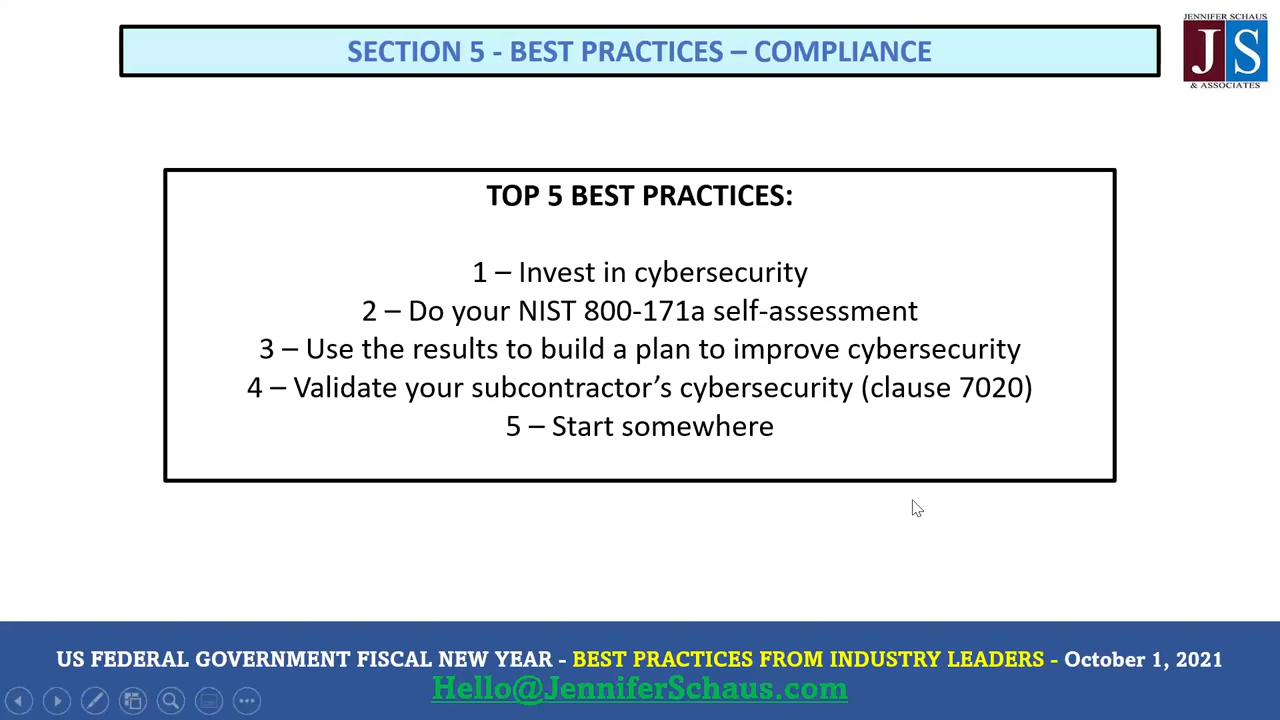 SECTION 5 - BEST PRACTICES – COMPLIANCE
JENNIFER SCHAUS
JS
& ASSOCIATES
TOP 5 BEST PRACTICES:
1 – Invest in cybersecurity
2 – Do your NIST 800-171a self-assessment
3 – Use the results to build a plan to improve cybersecurity
4 – Validate your subcontractor’s cybersecurity (clause 7020)
5 – Start somewhere
US FEDERAL GOVERNMENT FISCAL NEW YEAR - BEST PRACTICES FROM INDUSTRY LEADERS - October 1, 2021
Hello@JenniferSchaus.com